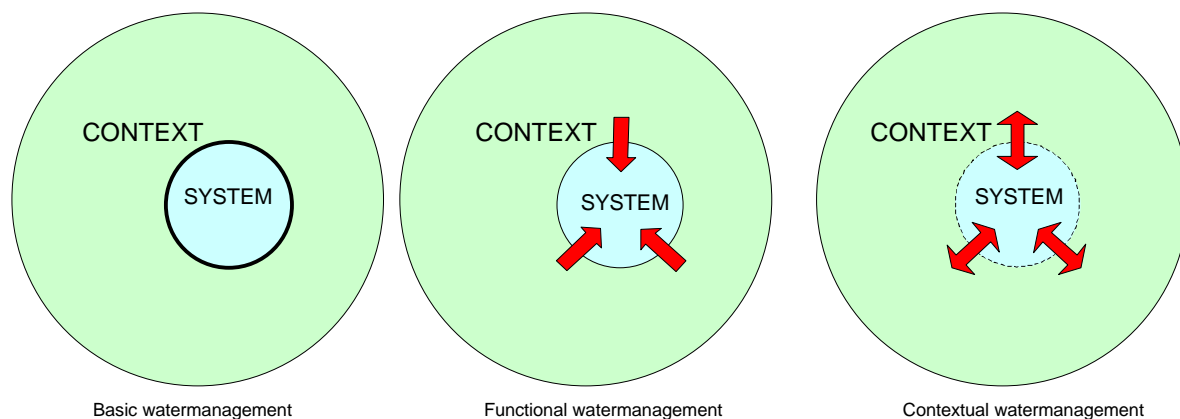 CONTEXT
SYSTEM
Basic watermanagement
CONTEXT
SYSTEM
Functional watermanagement
CONTEXT
SYSTEM
Contextual watermanagement